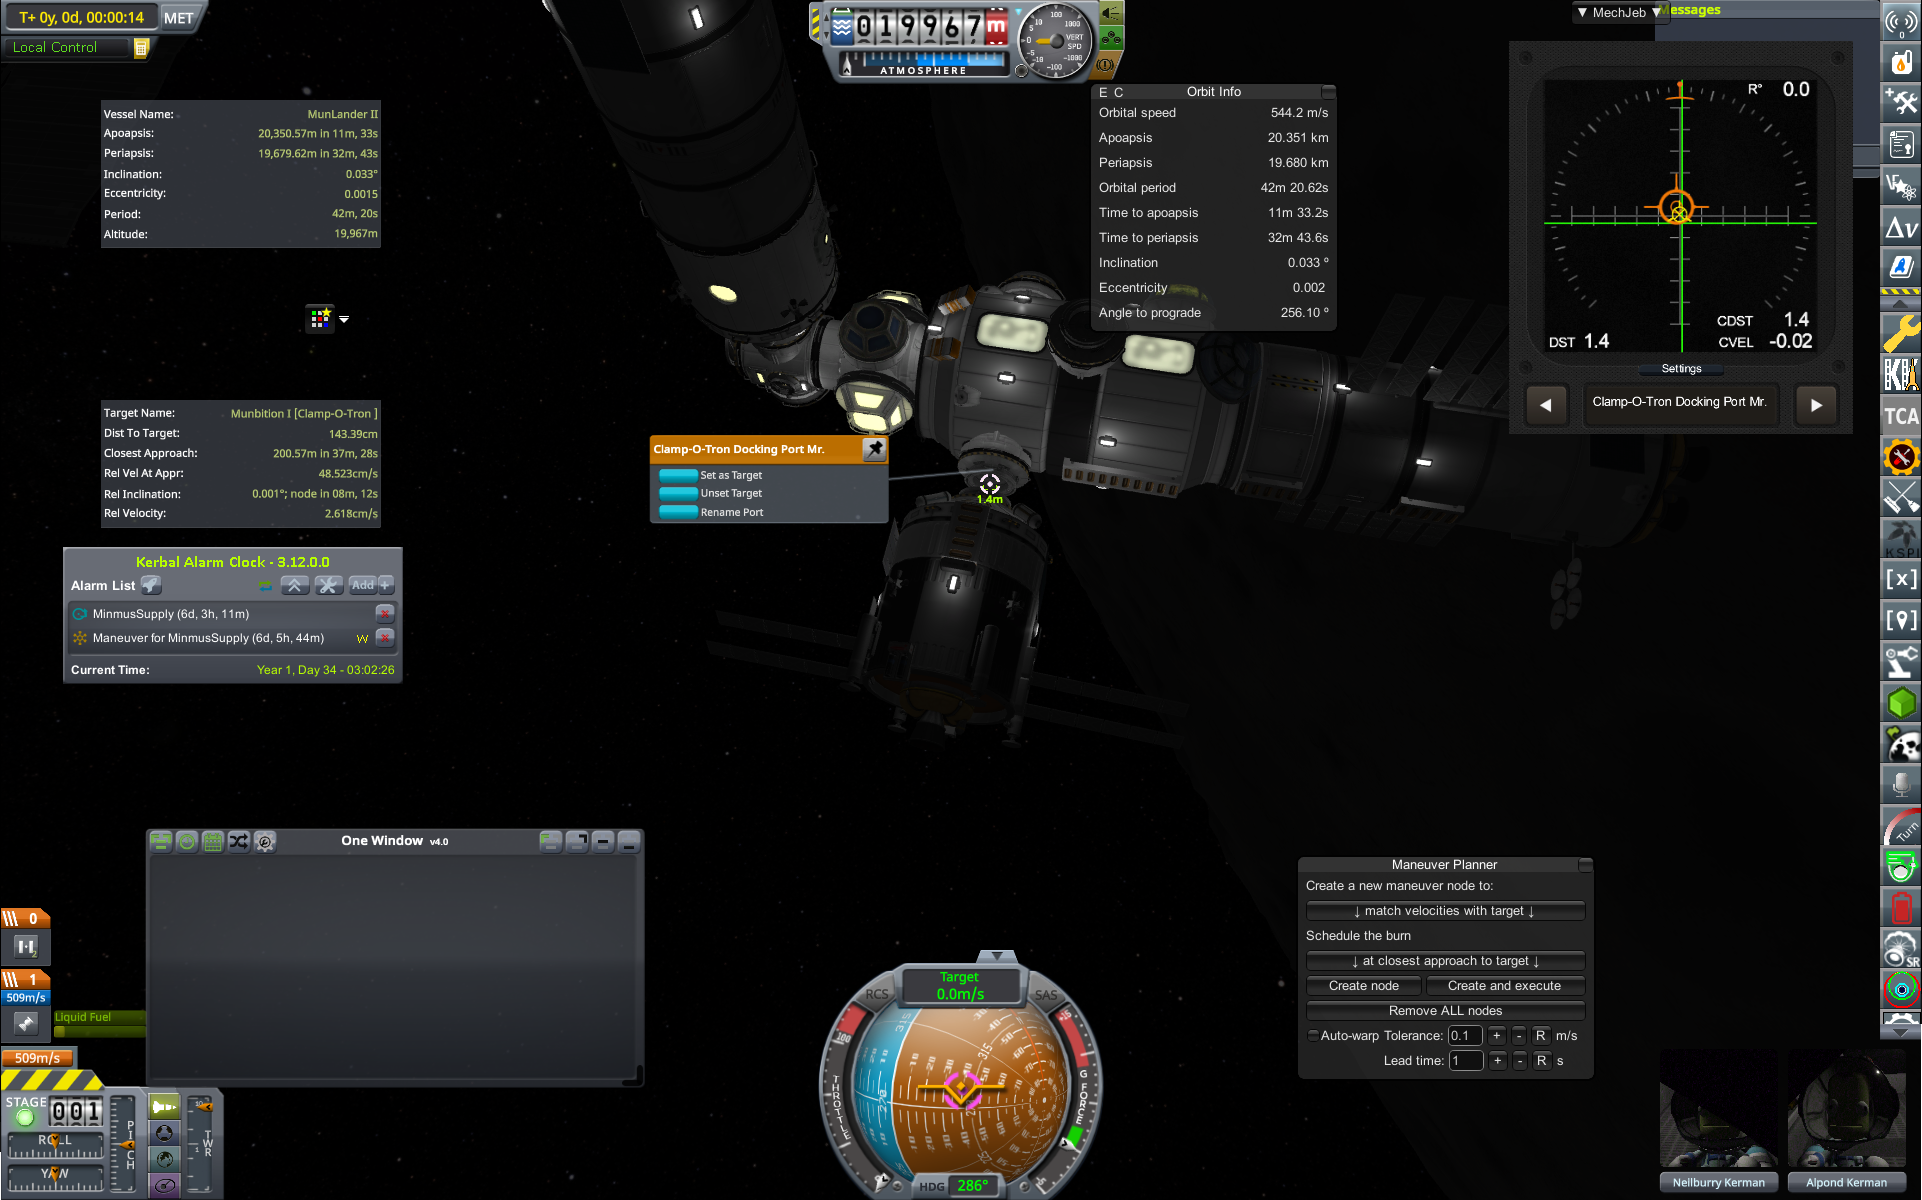 T+ 0y, 0d, 00:00:14 MET
Local Control
Vessel Name: MunLander II
Apoapsis: 20,350.57m in 11m, 33s
Periapsis: 19,679.62m in 32m, 43s
Inclination: 0.033°
Eccentricity: 0.0015
Period: 42m, 20s
Altitude: 19,967m
Target Name: Munbition I [Clamp-O-Tron ]
Dist To Target: 143.39cm
Closest Approach: 200.57m in 37m, 28s
Rel Vel At Appr: 48.523cm/s
Rel Inclination: 0.001°; node in 08m, 12s
Rel Velocity: 2.618cm/s
Kerbal Alarm Clock - 3.12.0.0
Alarm List Add +
MinmusSupply (6d, 3h, 11m)
Maneuver for MinmusSupply (6d, 5h, 44m) W
Current Time: Year 1, Day 34 - 03:02:26
019967 m
ATMOSPHERE
VERT SPD
E C Orbit Info
Orbital speed 544.2 m/s
Apoapsis 20.351 km
Periapsis 19.680 km
Orbital period 42m 20.62s
Time to apoapsis 11m 33.2s
Time to periapsis 32m 43.6s
Inclination 0.033 º
Eccentricity 0.002
Angle to prograde 256.10 º
Clamp-O-Tron Docking Port Mr.
Set as Target
Unset Target
Rename Port
1.4m
▼ MechJeb ▼
essages
R° 0.0
CDST 1.4
DST 1.4 CVEL -0.02
Settings
◀ Clamp-O-Tron Docking Port Mr. ▶
Δv
TCA
KSPI
[x]
Turn
SR
One Window v4.0
0
1
509m/s
Liquid Fuel
509m/s
STAGE 001
ROLL
YAW
PITCH
TWR
Target
0.0m/s
RCS SAS
THROTTLE
G FORCE
HDG 286°
Maneuver Planner
Create a new maneuver node to:
↓ match velocities with target ↓
Schedule the burn
↓ at closest approach to target ↓
Create node Create and execute
Remove ALL nodes
Auto-warp Tolerance: 0.1 + - R m/s
Lead time: 1 + - R s
Neilburry Kerman Alpond Kerman